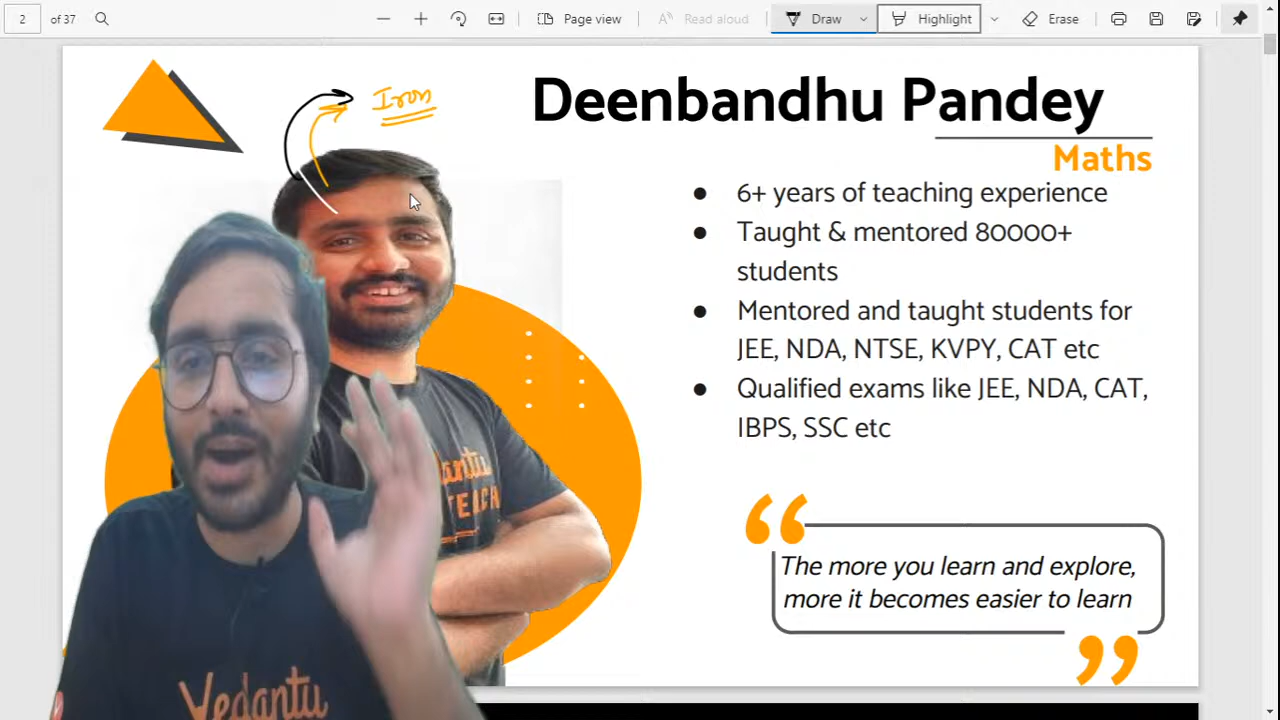 2 of 37
Page view
Read aloud
Draw
Highlight
Erase
Iron
Deenbandhu Pandey
Maths
● 6+ years of teaching experience
● Taught & mentored 80000+
students
● Mentored and taught students for
JEE, NDA, NTSE, KVPY, CAT etc
● Qualified exams like JEE, NDA, CAT,
IBPS, SSC etc
“
The more you learn and explore,
more it becomes easier to learn
”
Vedantu